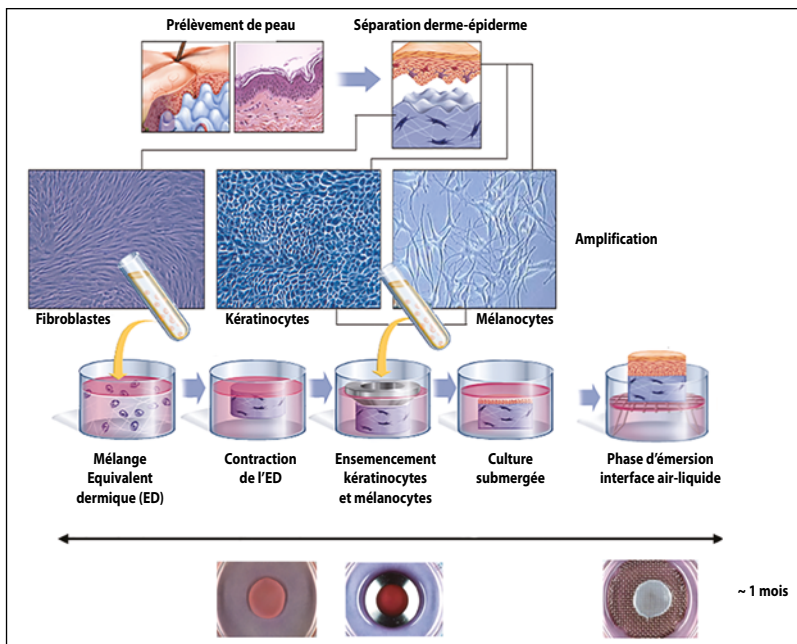 Prélèvement de peau
Séparation derme-épiderme
Amplification
Fibroblastes
Kératinocytes
Mélanocytes
Mélange
Equivalent
dermique (ED)
Contraction
de l'ED
Ensemencement
kératinocytes
et mélanocytes
Culture
submergée
Phase d'émersion
interface air-liquide
~ 1 mois